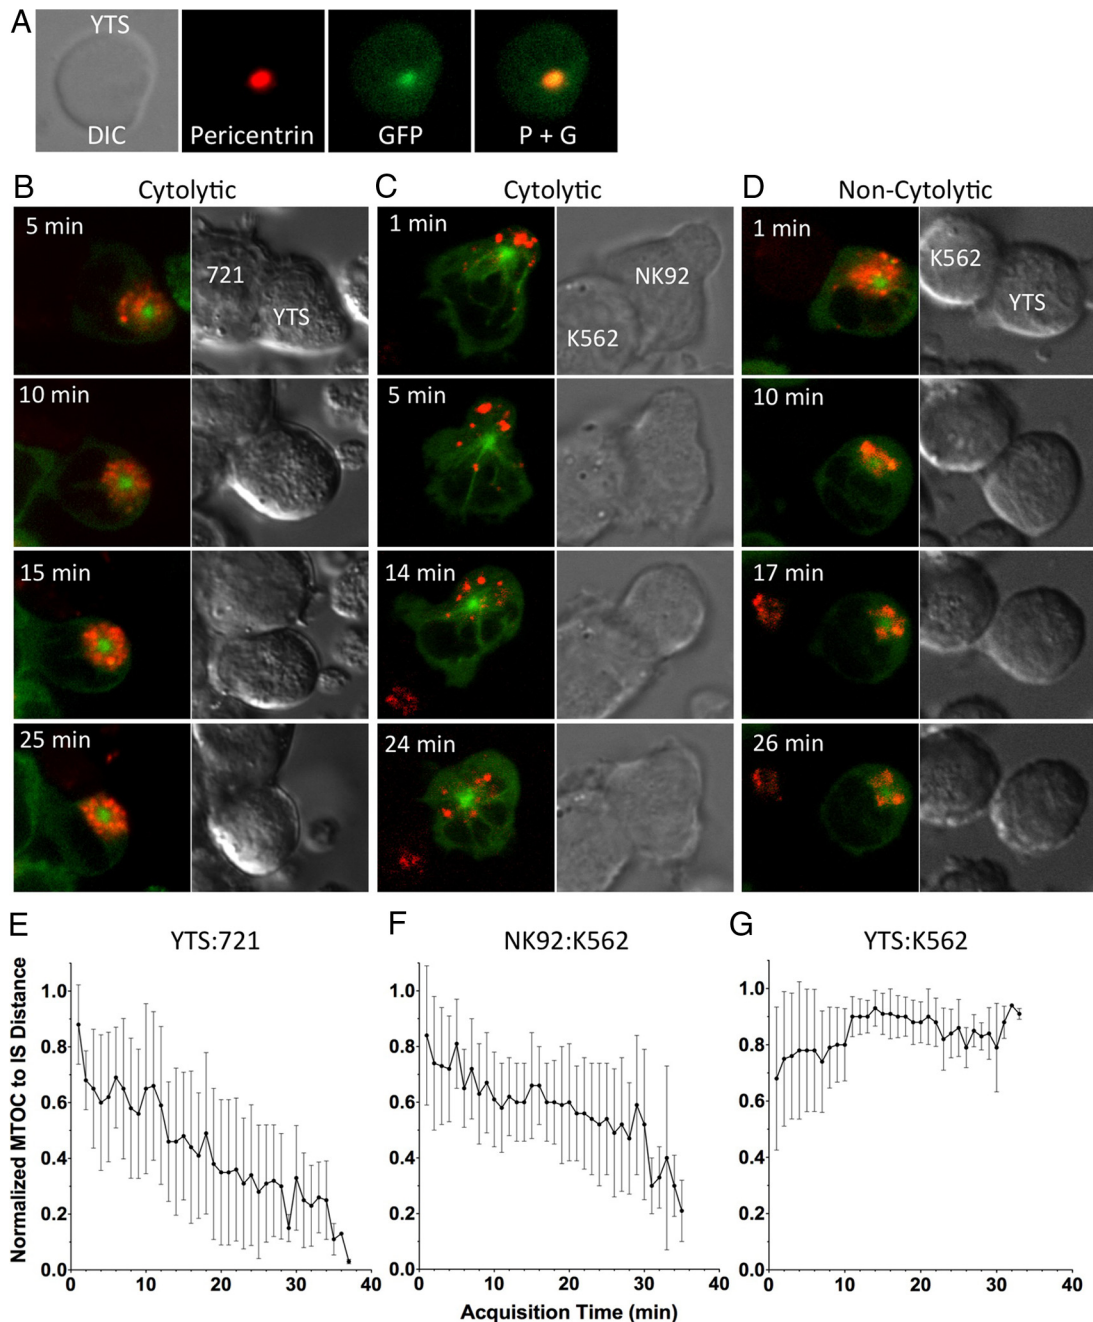 A
YTS
DIC
Pericentrin
GFP
P + G
B
Cytolytic
5 min
721
YTS
10 min
15 min
25 min
C
Cytolytic
1 min
NK92
K562
5 min
14 min
24 min
D
Non-Cytolytic
1 min
K562
YTS
10 min
17 min
26 min
E
YTS:721
Normalized MTOC to IS Distance
1.0
0.8
0.6
0.4
0.2
0.0
0
10
20
30
40
F
NK92:K562
1.0
0.8
0.6
0.4
0.2
0.0
0
10
20
30
40
Acquisition Time (min)
G
YTS:K562
1.0
0.8
0.6
0.4
0.2
0.0
0
10
20
30
40